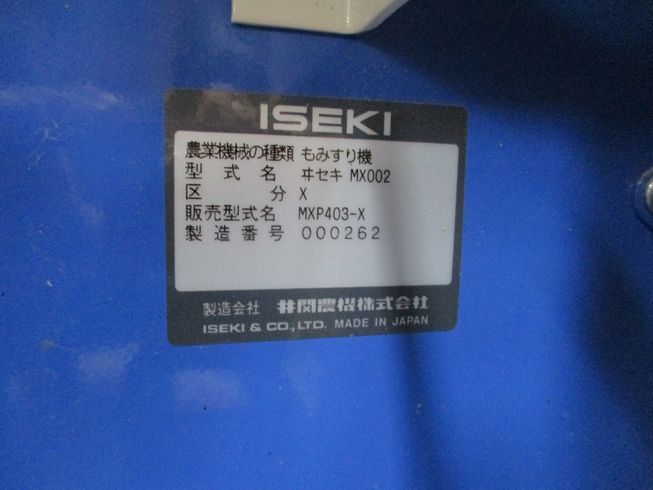 ISEKI
農業機械の種類 もみすり機
型式名 ヰセキ MX002
区分 X
販売型式名 MXP403-X
製造番号 000262
製造会社 井関農機株式会社
ISEKI & CO., LTD. MADE IN JAPAN